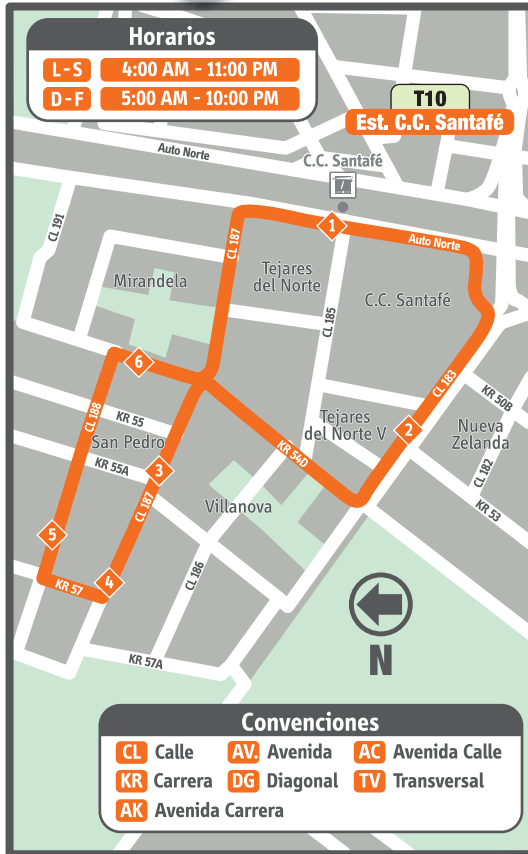 Horarios
L - S 4:00 AM - 11:00 PM
D - F 5:00 AM - 10:00 PM
T10
Est. C.C. Santafé
Auto Norte
C.C. Santafé
CL 191
CL 187
1
Auto Norte
Mirandela
Tejares
del Norte
C.C. Santafé
CL 185
6
CL 183
KR 50B
CL 188
KR 55
San Pedro
KR 55A
3
CL 187
KR 54D
Tejares
del Norte V
2
Nueva
Zelanda
CL 182
KR 53
Villanova
5
4
KR 57
CL 186
KR 57A
N
Convenciones
CL Calle AV. Avenida AC Avenida Calle
KR Carrera DG Diagonal TV Transversal
AK Avenida Carrera